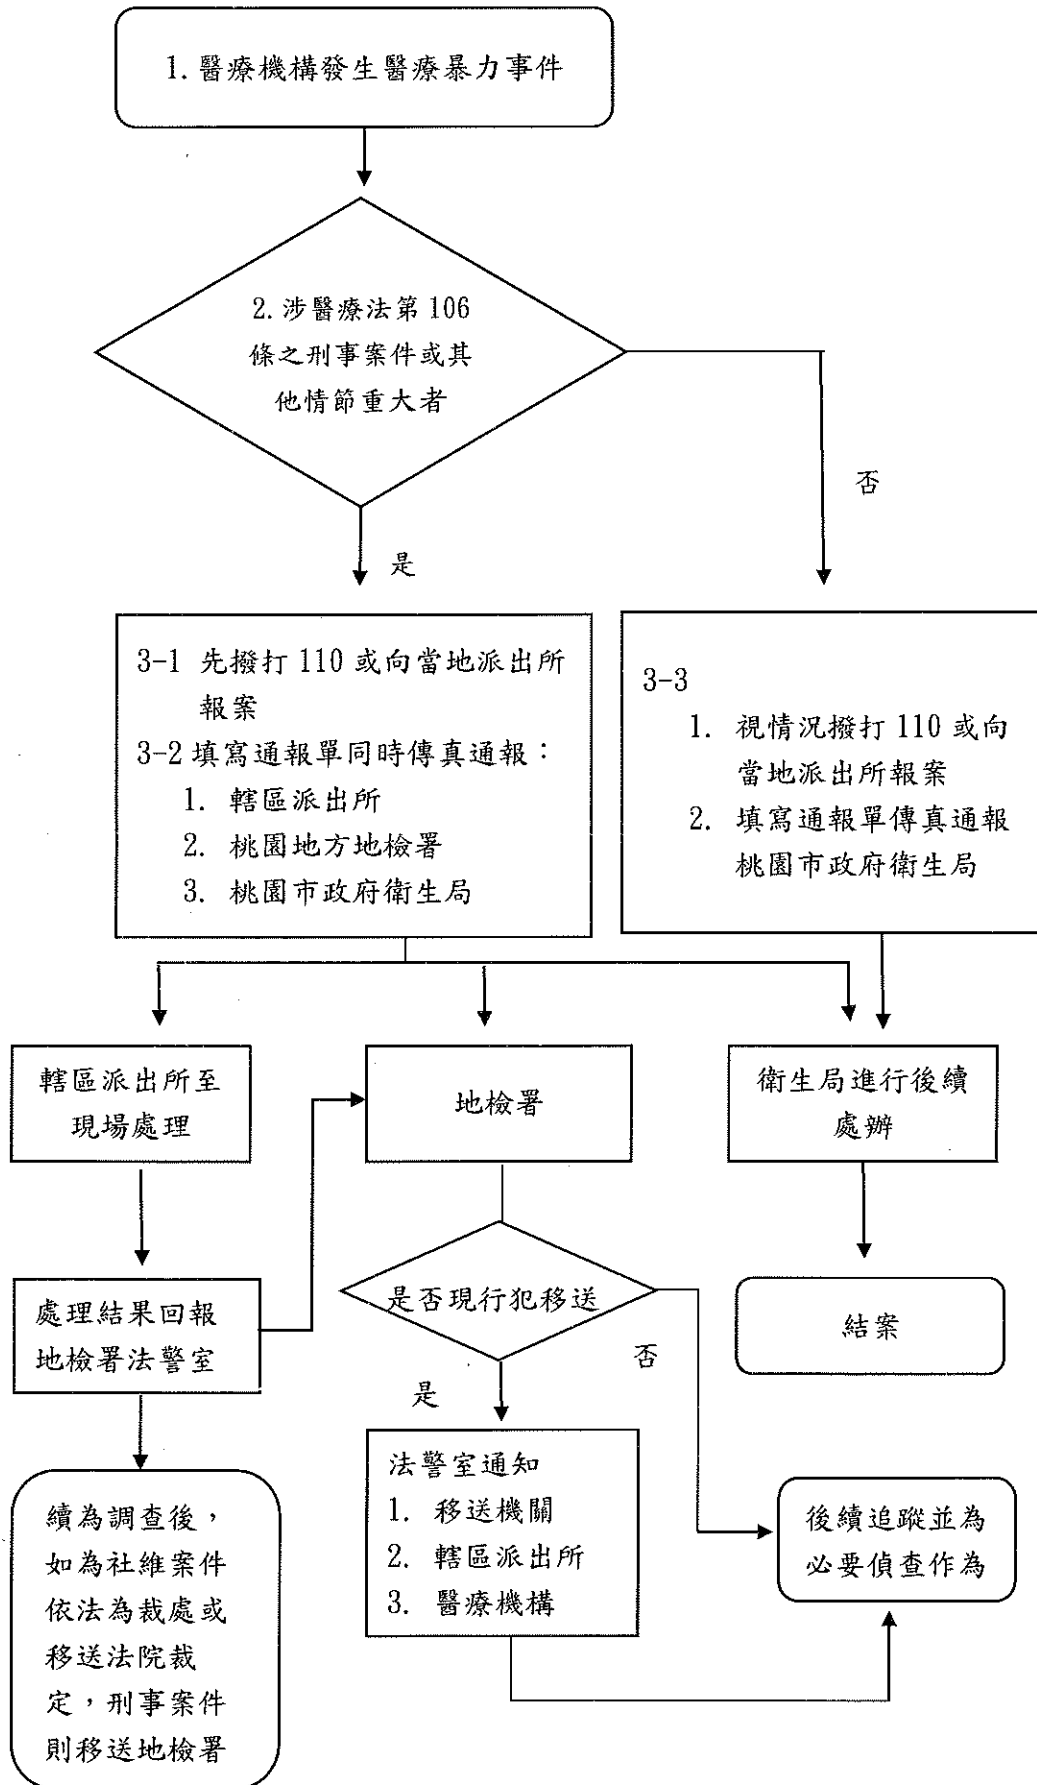 1. 醫療機構發生醫療暴力事件
2. 涉醫療法第 106
條之刑事案件或其
他情節重大者
否
是
3-1 先撥打 110 或向當地派出所
報案
3-2 填寫通報單同時傳真通報：
1. 轄區派出所
2. 桃園地方地檢署
3. 桃園市政府衛生局
3-3
1. 視情況撥打 110 或向
當地派出所報案
2. 填寫通報單傳真通報
桃園市政府衛生局
轄區派出所至
現場處理
地檢署
衛生局進行後續
處辦
處理結果回報
地檢署法警室
是否現行犯移送
結案
否
是
法警室通知
1. 移送機關
2. 轄區派出所
3. 醫療機構
後續追蹤並為
必要偵查作為
續為調查後，
如為社維案件
依法為裁處或
移送法院裁
定，刑事案件
則移送地檢署